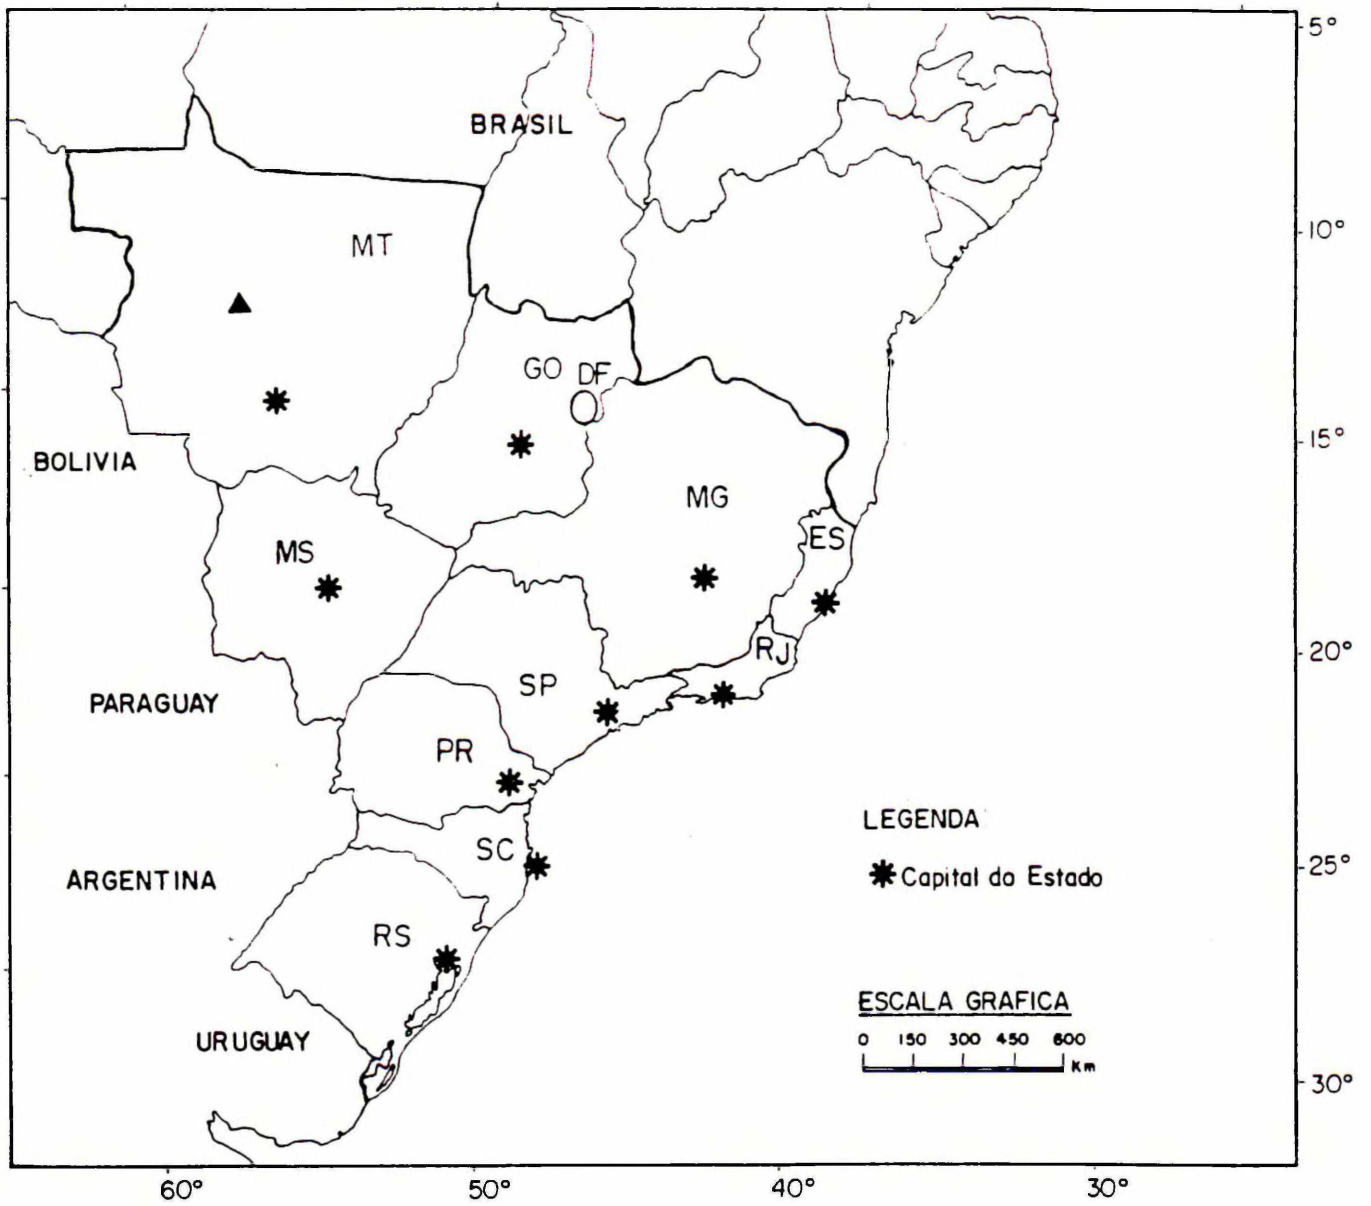 5°
BRASIL
10°
MT
GO DF
15°
BOLIVIA
MG
ES
MS
20°
RJ
SP
PARAGUAY
PR
LEGENDA
SC
25°
Capital do Estado
ARGENTINA
RS
ESCALA GRAFICA
URUGUAY
0 150 300 450 600
Km
30°
60° 50° 40° 30°